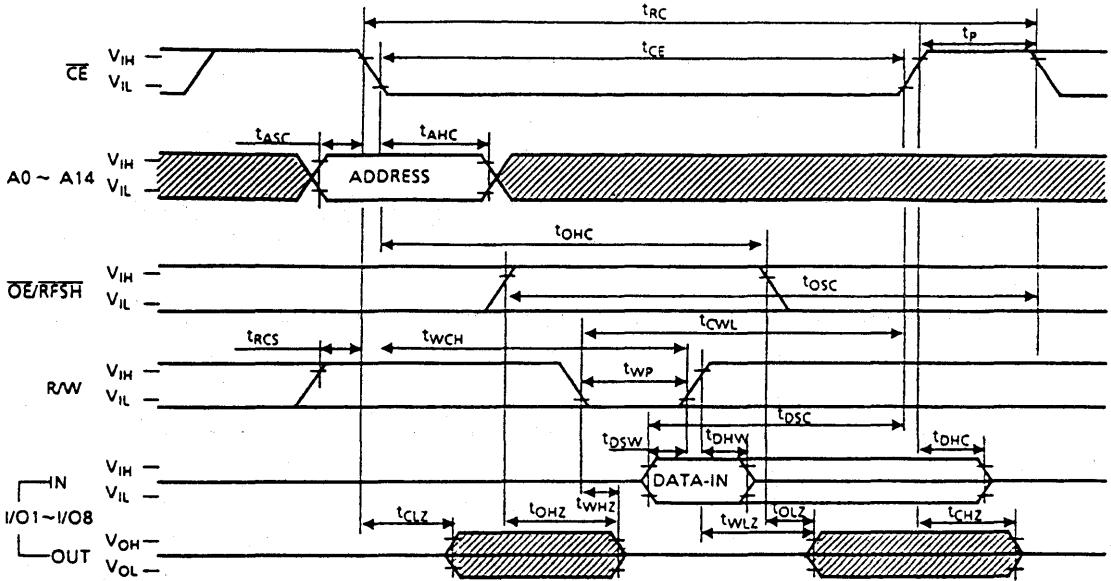 tRC
tP
tCE
CE
VIH
VIL
tASC
tAHC
VIH
A0 ~ A14
ADDRESS
VIL
tOHC
VIH
OE/RFSH
tOSC
VIL
tCWL
tRCS
tWCH
VIH
tWP
R/W
VIL
tDSC
tDSW
tDHW
tDHC
VIH
IN
DATA-IN
VIL
tWHZ
I/O1~I/O8
tCLZ
tOHZ
tWLZ
tOLZ
tCHZ
VOH
OUT
VOL